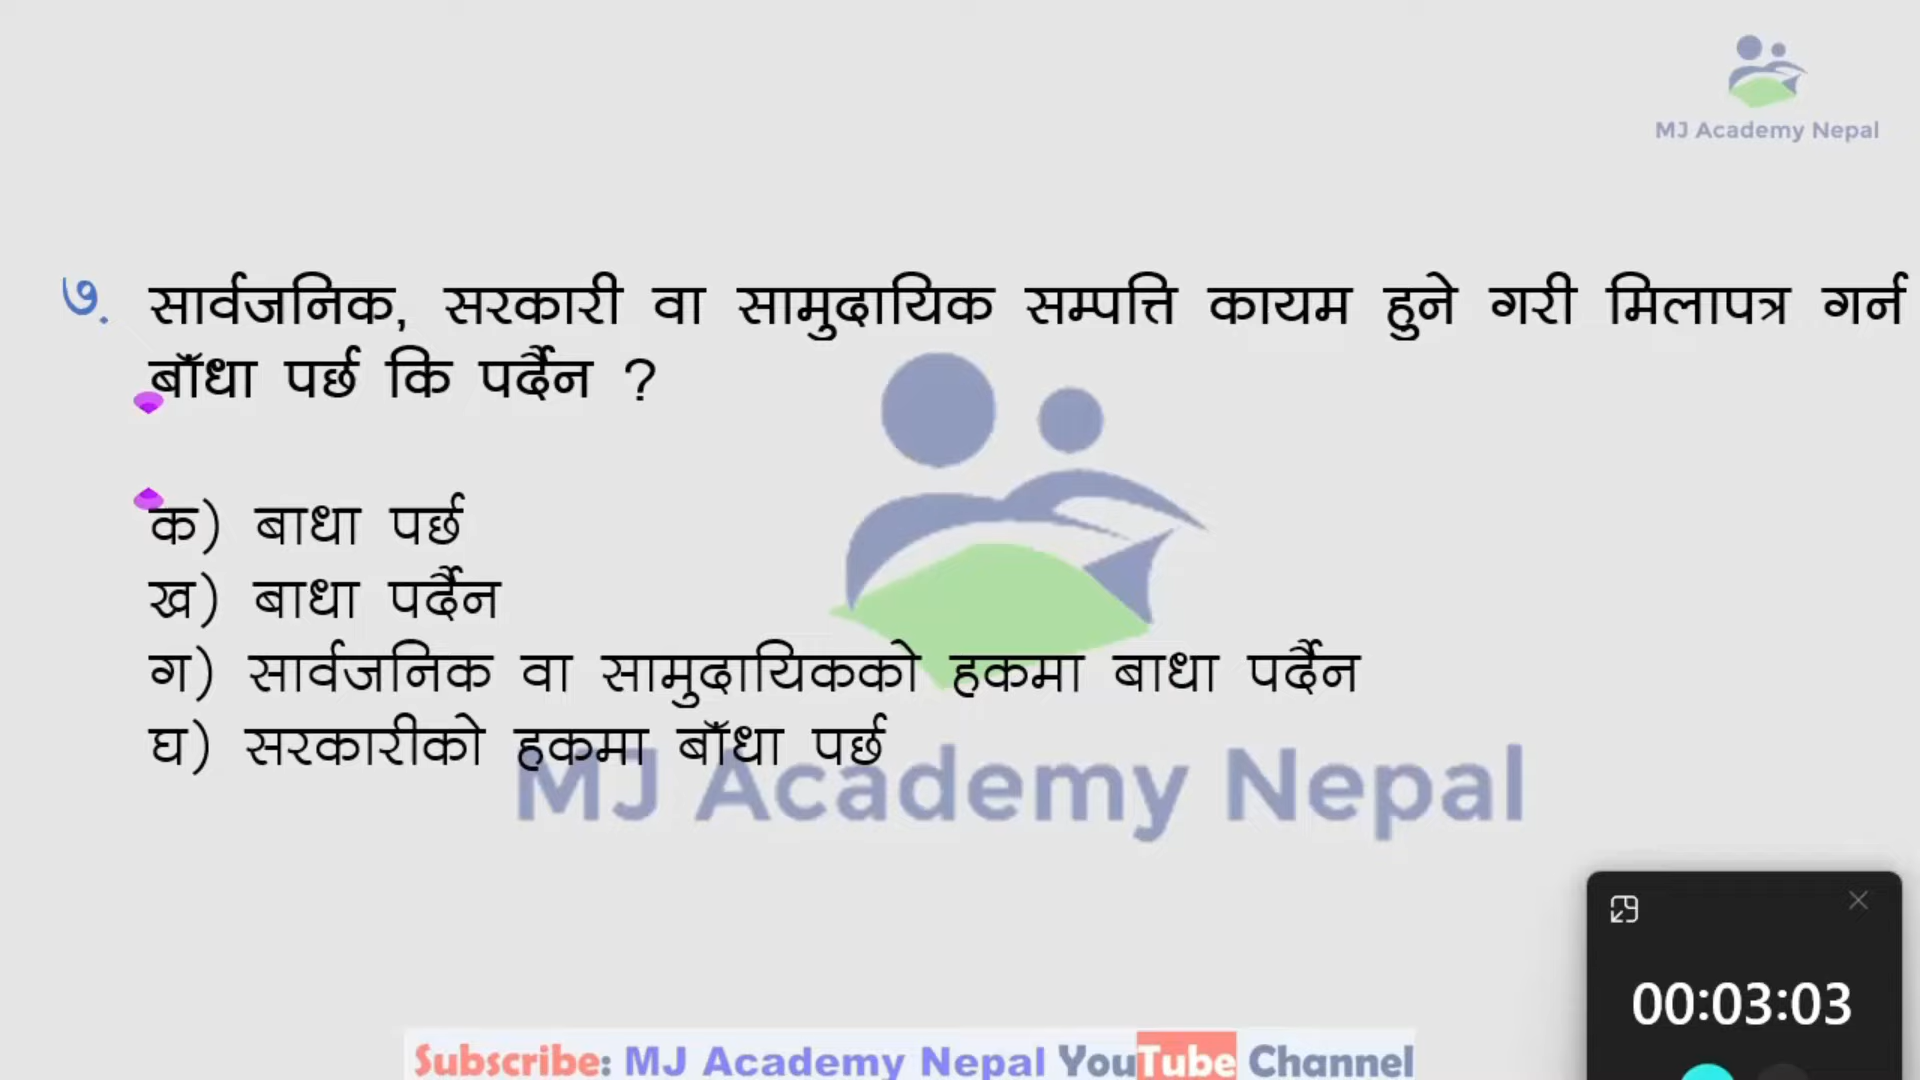 MJ Academy Nepal
७. सार्वजनिक, सरकारी वा सामुदायिक सम्पत्ति कायम हुने गरी मिलापत्र गर्न
बाँधा पर्छ कि पर्दैन ?
क) बाधा पर्छ
ख) बाधा पर्दैन
ग) सार्वजनिक वा सामुदायिकको हकमा बाधा पर्दैन
घ) सरकारीको हकमा बाँधा पर्छ
MJ Academy Nepal
00:03:03
Subscribe: MJ Academy Nepal YouTube Channel